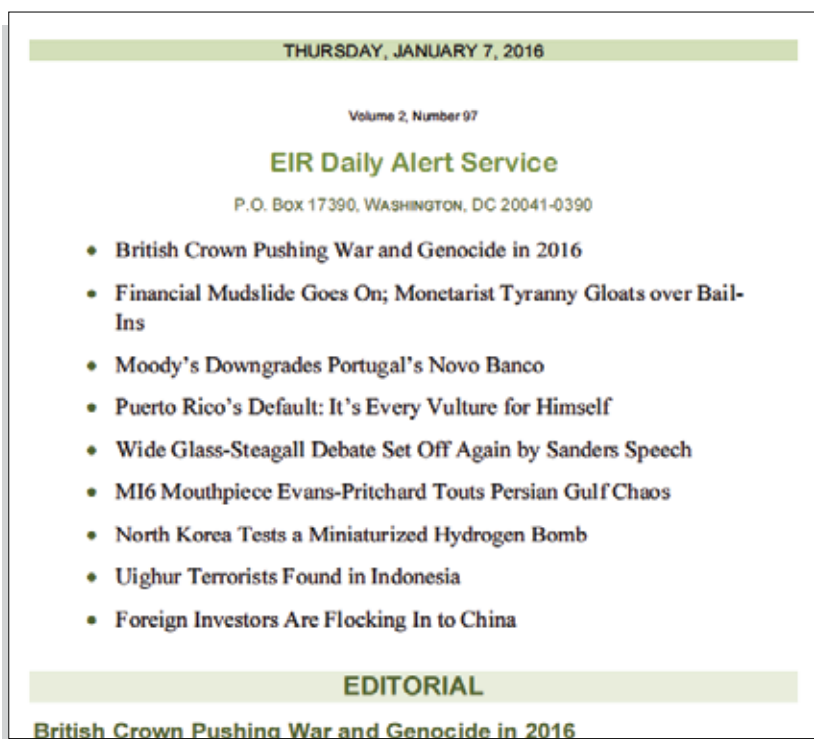 THURSDAY, JANUARY 7, 2016
Volume 2, Number 97
EIR Daily Alert Service
P.O. BOX 17390, WASHINGTON, DC 20041-0390
• British Crown Pushing War and Genocide in 2016
• Financial Mudslide Goes On; Monetarist Tyranny Gloats over Bail-
Ins
• Moody's Downgrades Portugal's Novo Banco
• Puerto Rico's Default: It's Every Vulture for Himself
• Wide Glass-Steagall Debate Set Off Again by Sanders Speech
• MI6 Mouthpiece Evans-Pritchard Touts Persian Gulf Chaos
• North Korea Tests a Miniaturized Hydrogen Bomb
• Uighur Terrorists Found in Indonesia
• Foreign Investors Are Flocking In to China
EDITORIAL
British Crown Pushing War and Genocide in 2016